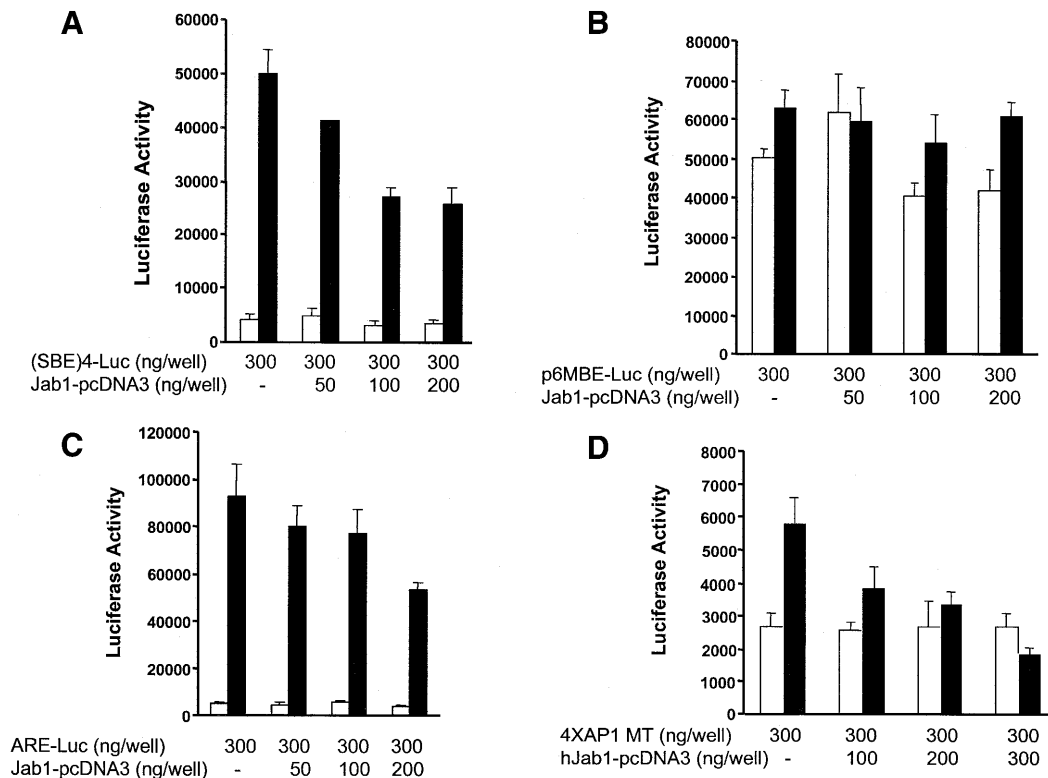 A
Luciferase Activity
60000
50000
40000
30000
20000
10000
0
(SBE)4-Luc (ng/well) 300 300 300 300
Jab1-pcDNA3 (ng/well) - 50 100 200
B
Luciferase Activity
80000
70000
60000
50000
40000
30000
20000
10000
0
p6MBE-Luc (ng/well) 300 300 300 300
Jab1-pcDNA3 (ng/well) - 50 100 200
C
Luciferase Activity
120000
100000
80000
60000
40000
20000
0
ARE-Luc (ng/well) 300 300 300 300
Jab1-pcDNA3 (ng/well) - 50 100 200
D
Luciferase Activity
8000
7000
6000
5000
4000
3000
2000
1000
0
4XAP1 MT (ng/well) 300 300 300 300
hJab1-pcDNA3 (ng/well) - 100 200 300